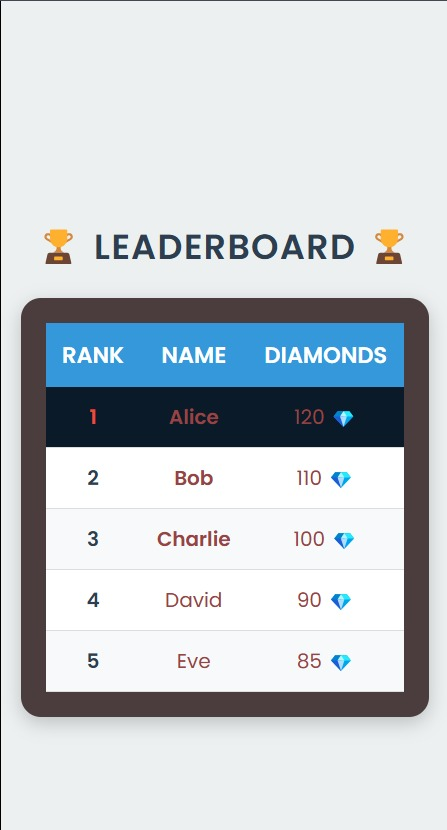 🏆 LEADERBOARD 🏆
RANK NAME DIAMONDS
1 Alice 120 💎
2 Bob 110 💎
3 Charlie 100 💎
4 David 90 💎
5 Eve 85 💎